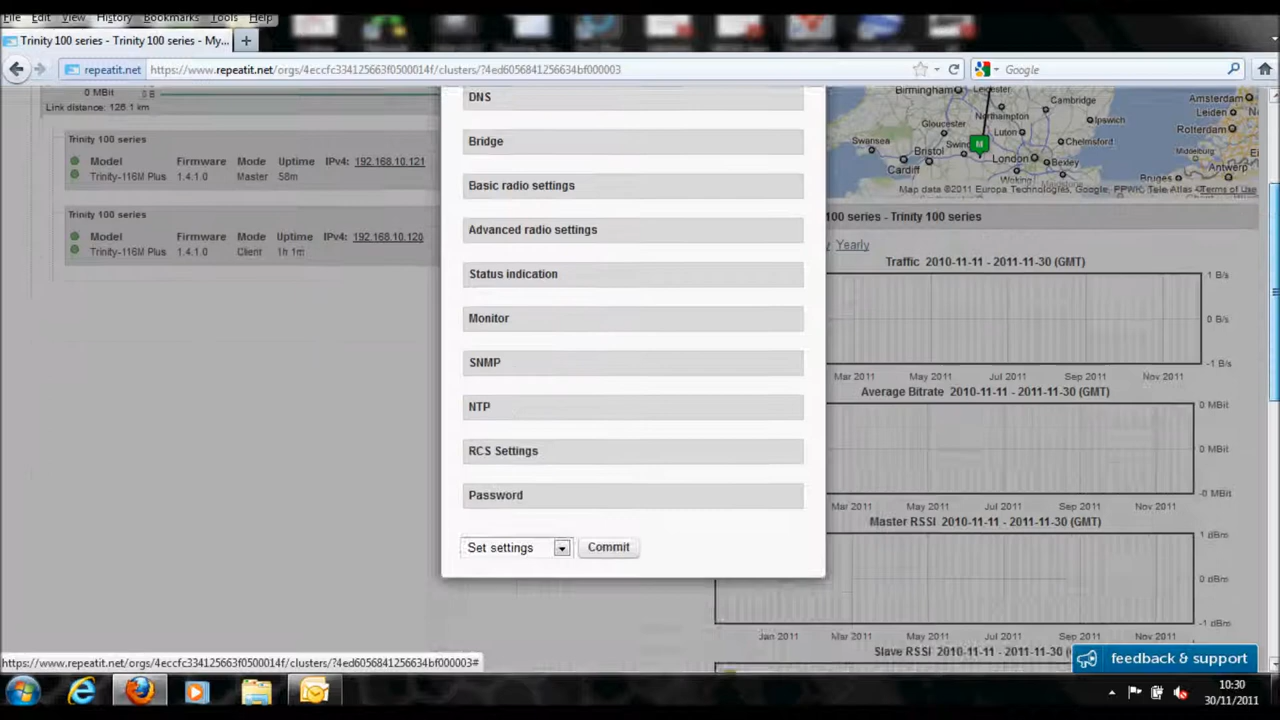 File Edit View History Bookmarks Tools Help
Trinity 100 series - Trinity 100 series - My...
repeatit.net https://www.repeatit.net/orgs/4eccfc334125663f0500014f/clusters/?4ed6056841256634bf000003
Google
0 MBit 0 B
Link distance: 126.1 km
Trinity 100 series
Model Firmware Mode Uptime IPv4: 192.168.10.121
Trinity-116M Plus 1.4.1.0 Master 58m
Trinity 100 series
Model Firmware Mode Uptime IPv4: 192.168.10.120
Trinity-116M Plus 1.4.1.0 Client 1h 1m
DNS
Bridge
Basic radio settings
Advanced radio settings
Status indication
Monitor
SNMP
NTP
RCS Settings
Password
Set settings Commit
Birmingham Leicester
Cambridge
Northampton Ipswich
Gloucester Luton
Swansea Chelmsford
Bristol
Cardiff London Bexley
Woking Maidstone
Amsterdam
Leiden
Rotterdam
Middelburg
Bruges
Map data ©2011 Europa Technologies, Google, PPWK, Tele Atlas - Terms of Use
100 series - Trinity 100 series
Yearly
Traffic 2010-11-11 - 2011-11-30 (GMT)
1 B/s
0 B/s
-1 B/s
Mar 2011 May 2011 Jul 2011 Sep 2011 Nov 2011
Average Bitrate 2010-11-11 - 2011-11-30 (GMT)
0 MBit
0 MBit
-0 MBit
Mar 2011 May 2011 Jul 2011 Sep 2011 Nov 2011
Master RSSI 2010-11-11 - 2011-11-30 (GMT)
1 dBm
0 dBm
-1 dBm
Jan 2011 Mar 2011 May 2011 Jul 2011 Sep 2011 Nov 2011
Slave RSSI 2010-11-11 - 2011-11-30 (GMT)
feedback & support
https://www.repeatit.net/orgs/4eccfc334125663f0500014f/clusters/?4ed6056841256634bf000003#
10:30
30/11/2011